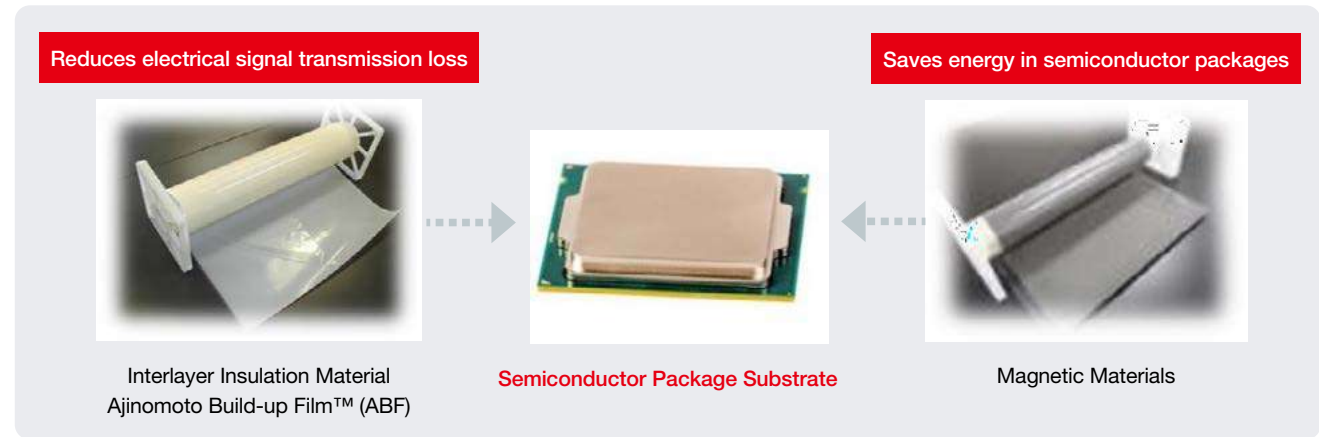 Reduces electrical signal transmission loss
Saves energy in semiconductor packages
Interlayer Insulation Material
Ajinomoto Build-up Film™ (ABF)
Semiconductor Package Substrate
Magnetic Materials